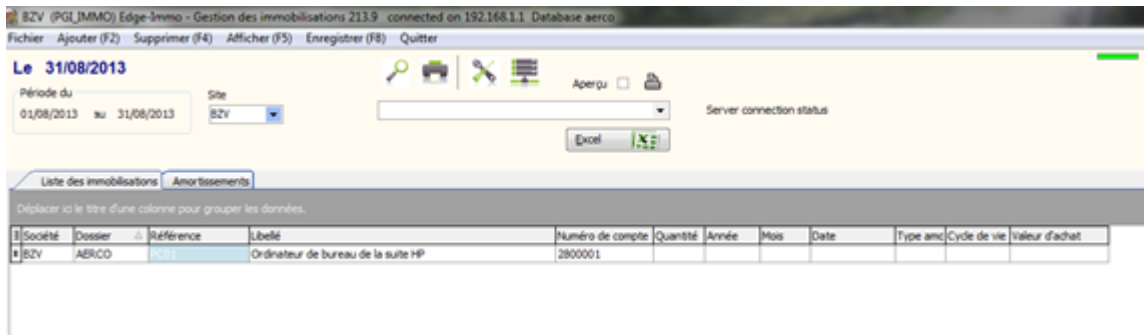 BZV (PGI_IMMO) Edge-Immo - Gestion des immobilisations 213.9 connected on 192.168.1.1 Database aerco
Fichier Ajouter (F2) Supprimer (F4) Afficher (F5) Enregistrer (F8) Quitter
Le 31/08/2013
Aperçu
Période du
Site
01/08/2013 au 31/08/2013 BZV
Server connection status
Excel
Liste des immobilisations Amortissements
Déplacer ici le titre d'une colonne pour grouper les données.
Société Dossier Référence Libellé Numéro de compte Quantité Année Mois Date Type amc Cycle de vie Valeur d'achat
BZV AERCO PC01 Ordinateur de bureau de la suite HP 2800001